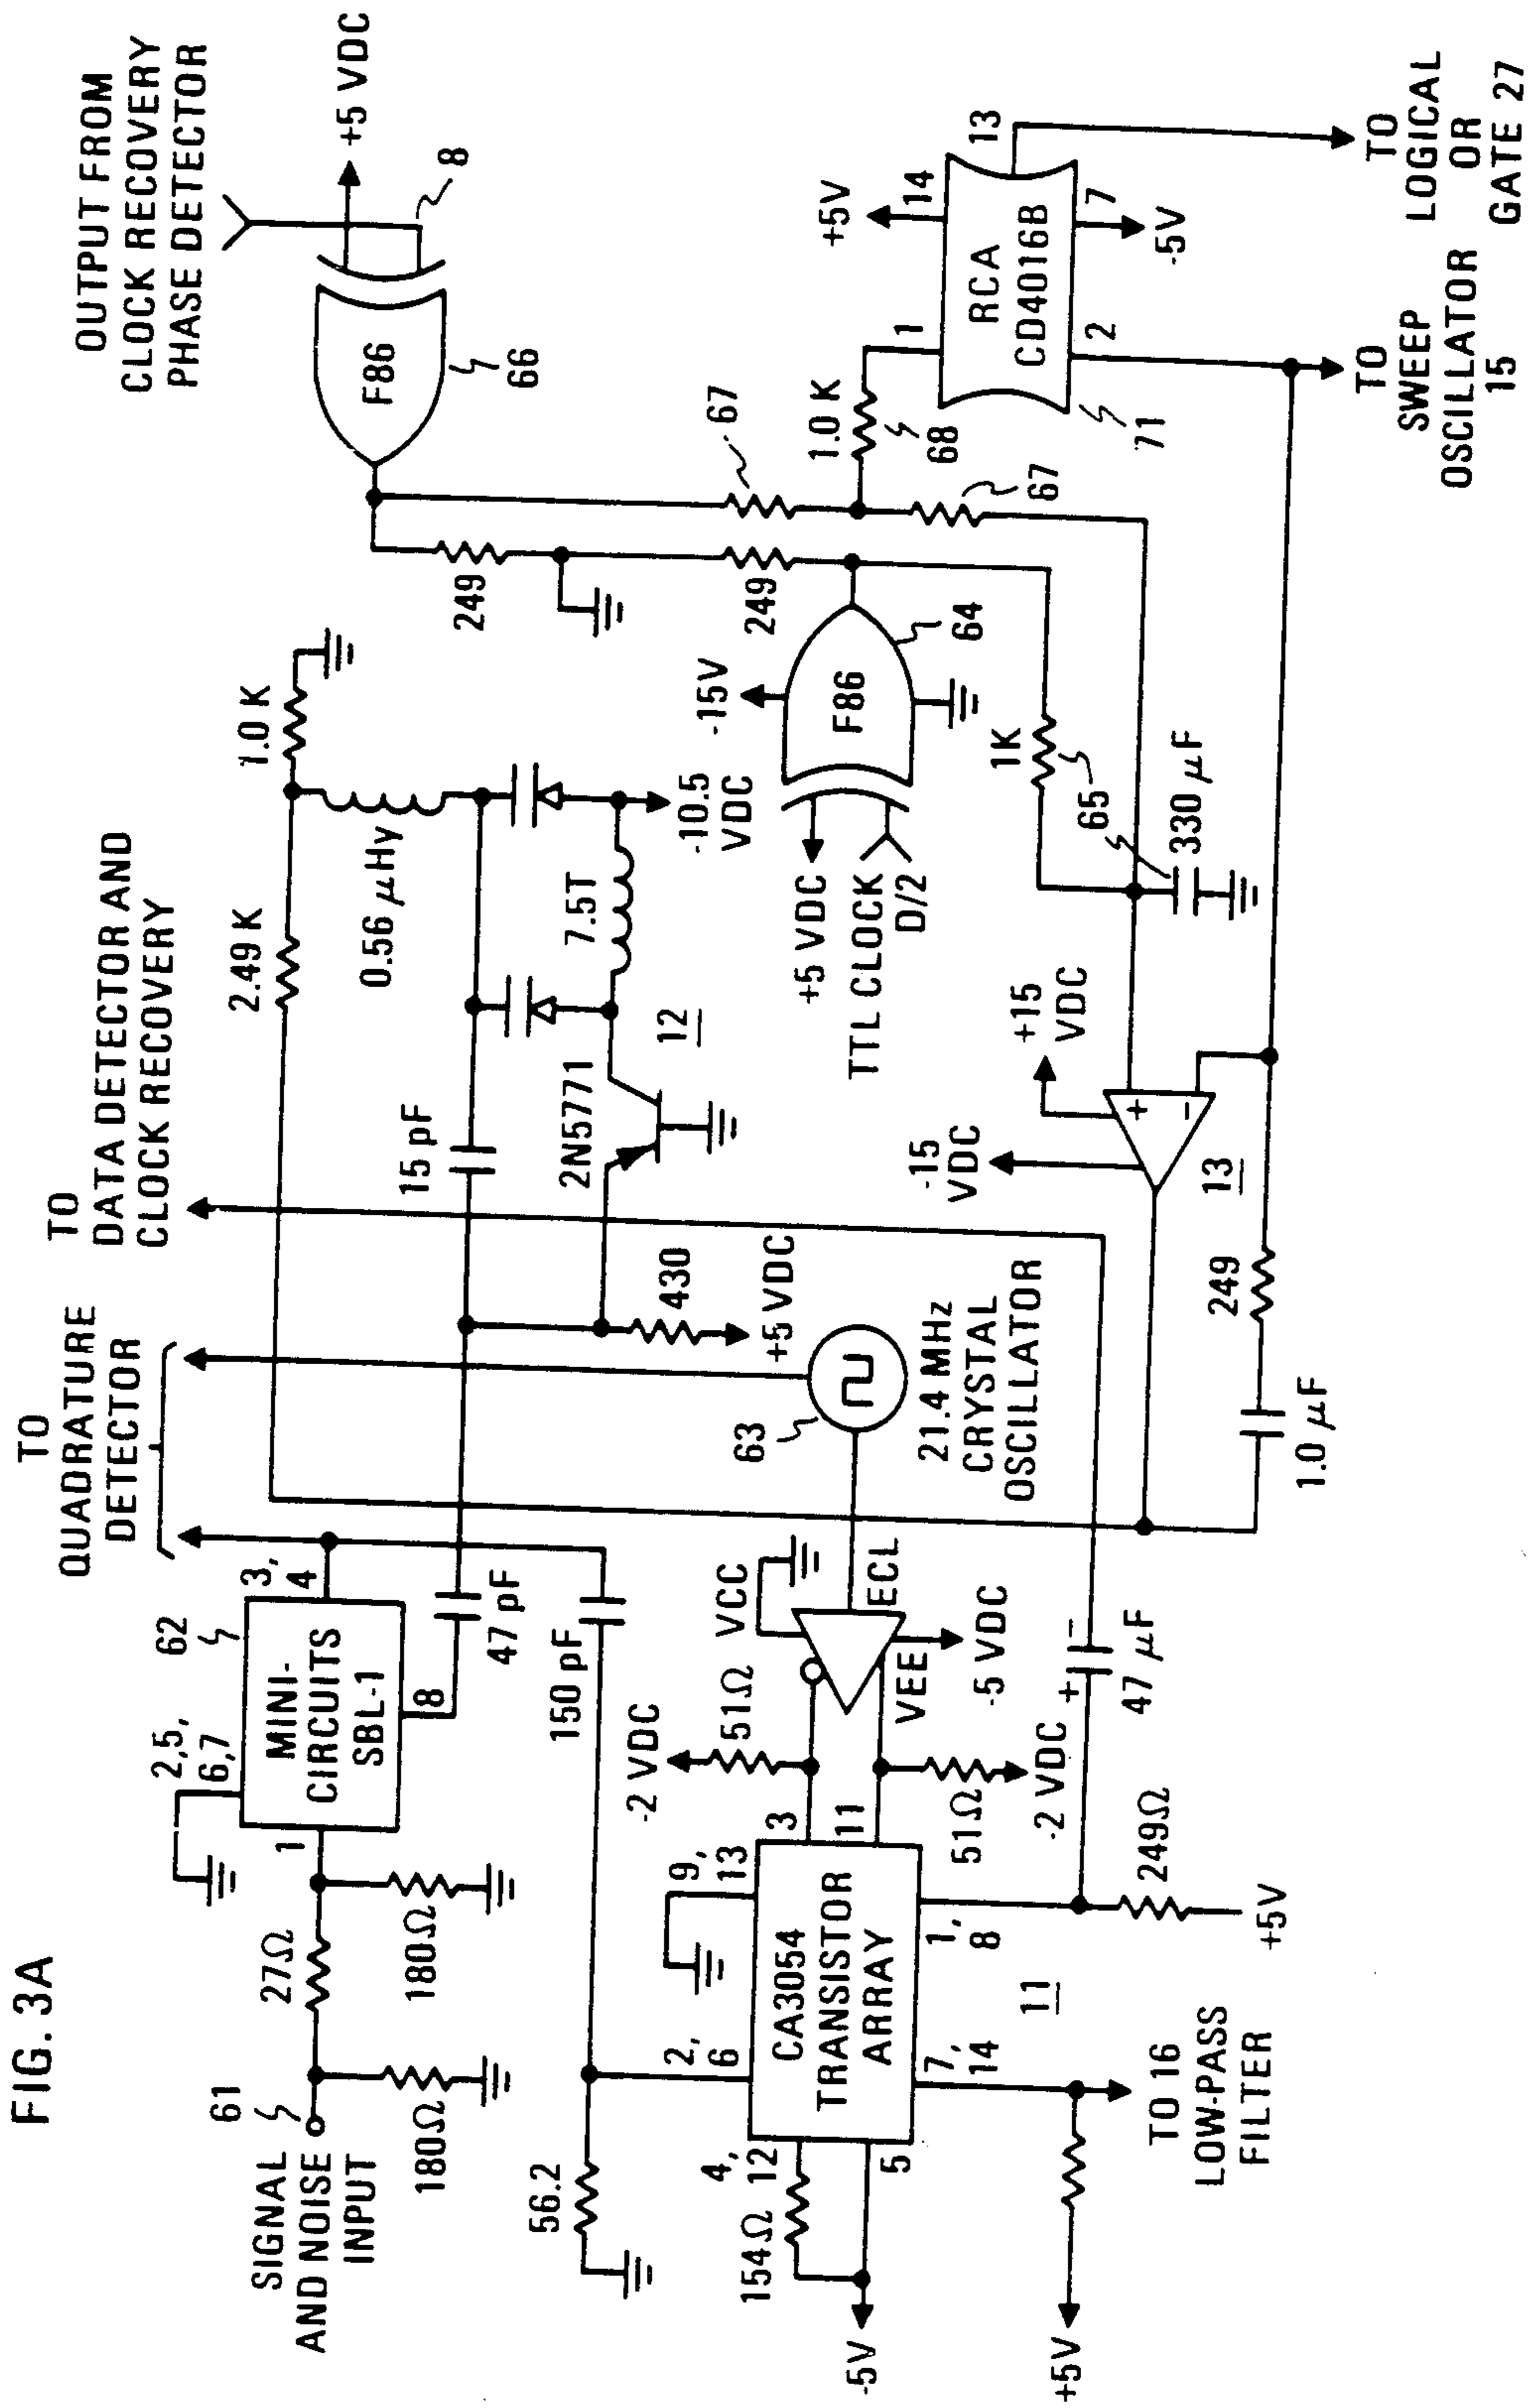 FIG. 3A
SIGNAL
AND NOISE
INPUT
61
27Ω
180Ω
180Ω
1
2,5,
6,7
MINI-
CIRCUITS
SBL-1
62
3,
4
8
47 pF
150 pF
TO
QUADRATURE
DETECTOR
TO
DATA DETECTOR AND
CLOCK RECOVERY
15 pF
2N5771
12
430
+5 VDC
2.49 K
1.0 K
0.56 μHy
7.5T
-10.5
VDC
OUTPUT FROM
CLOCK RECOVERY
PHASE DETECTOR
+5 VDC
8
F86
66
249
249
67
67
1.0 K
68
+5V
14
13
1
RCA
CD4016B
2
7
-5V
71
TO
LOGICAL
OR
GATE 27
TO
SWEEP
OSCILLATOR
15
-15V
F86
64
+5 VDC
TTL CLOCK
D/2
1K
65
330 μF
+15
VDC
-15
VDC
+
−
13
249
1.0 μF
63
21.4 MHz
CRYSTAL
OSCILLATOR
VCC
ECL
VEE
-5 VDC
-2 VDC
51Ω
51Ω
-2 VDC
+
−
47 μF
249Ω
+5V
56.2
2,
6
9,
13
3
11
CA3054
TRANSISTOR
ARRAY
4,
12
5
154Ω
-5V
7,
14
1,
8
11
+5V
TO 16
LOW-PASS
FILTER